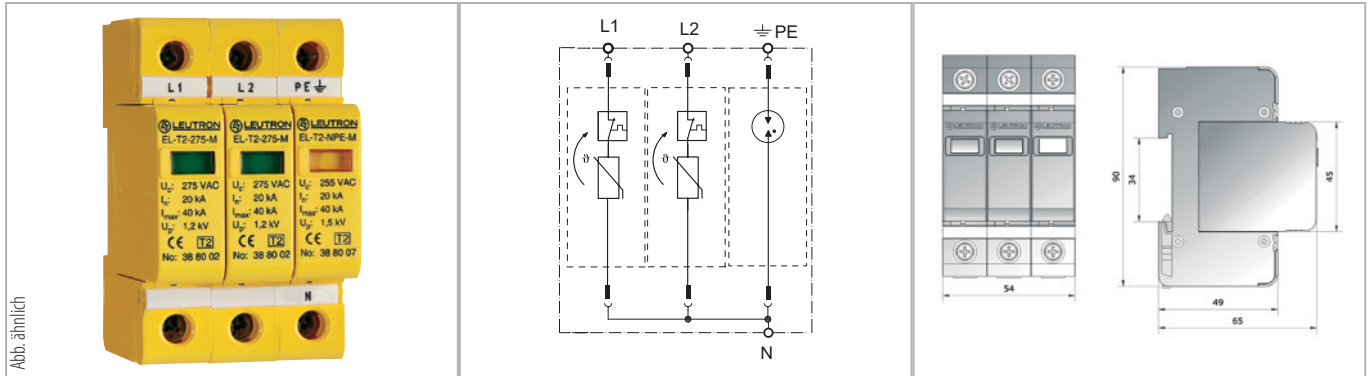 Abb. ähnlich
L1 L2 PE
LEUTRON LEUTRON LEUTRON
EL-T2-275-M EL-T2-275-M EL-T2-NPE-M
Uc: 275 VAC Uc: 275 VAC Uc: 255 VAC
In: 20 kA In: 20 kA In: 20 kA
Imax: 40 kA Imax: 40 kA Imax: 40 kA
Up: 1,2 kV Up: 1,2 kV Up: 1,5 kV
CE T2 CE T2 CE T2
No: 38 80 02 No: 38 80 02 No: 38 80 07
N
L1 L2 PE
ϑ ϑ
N
LEUTRON LEUTRON LEUTRON
54
90
34
45
49
65